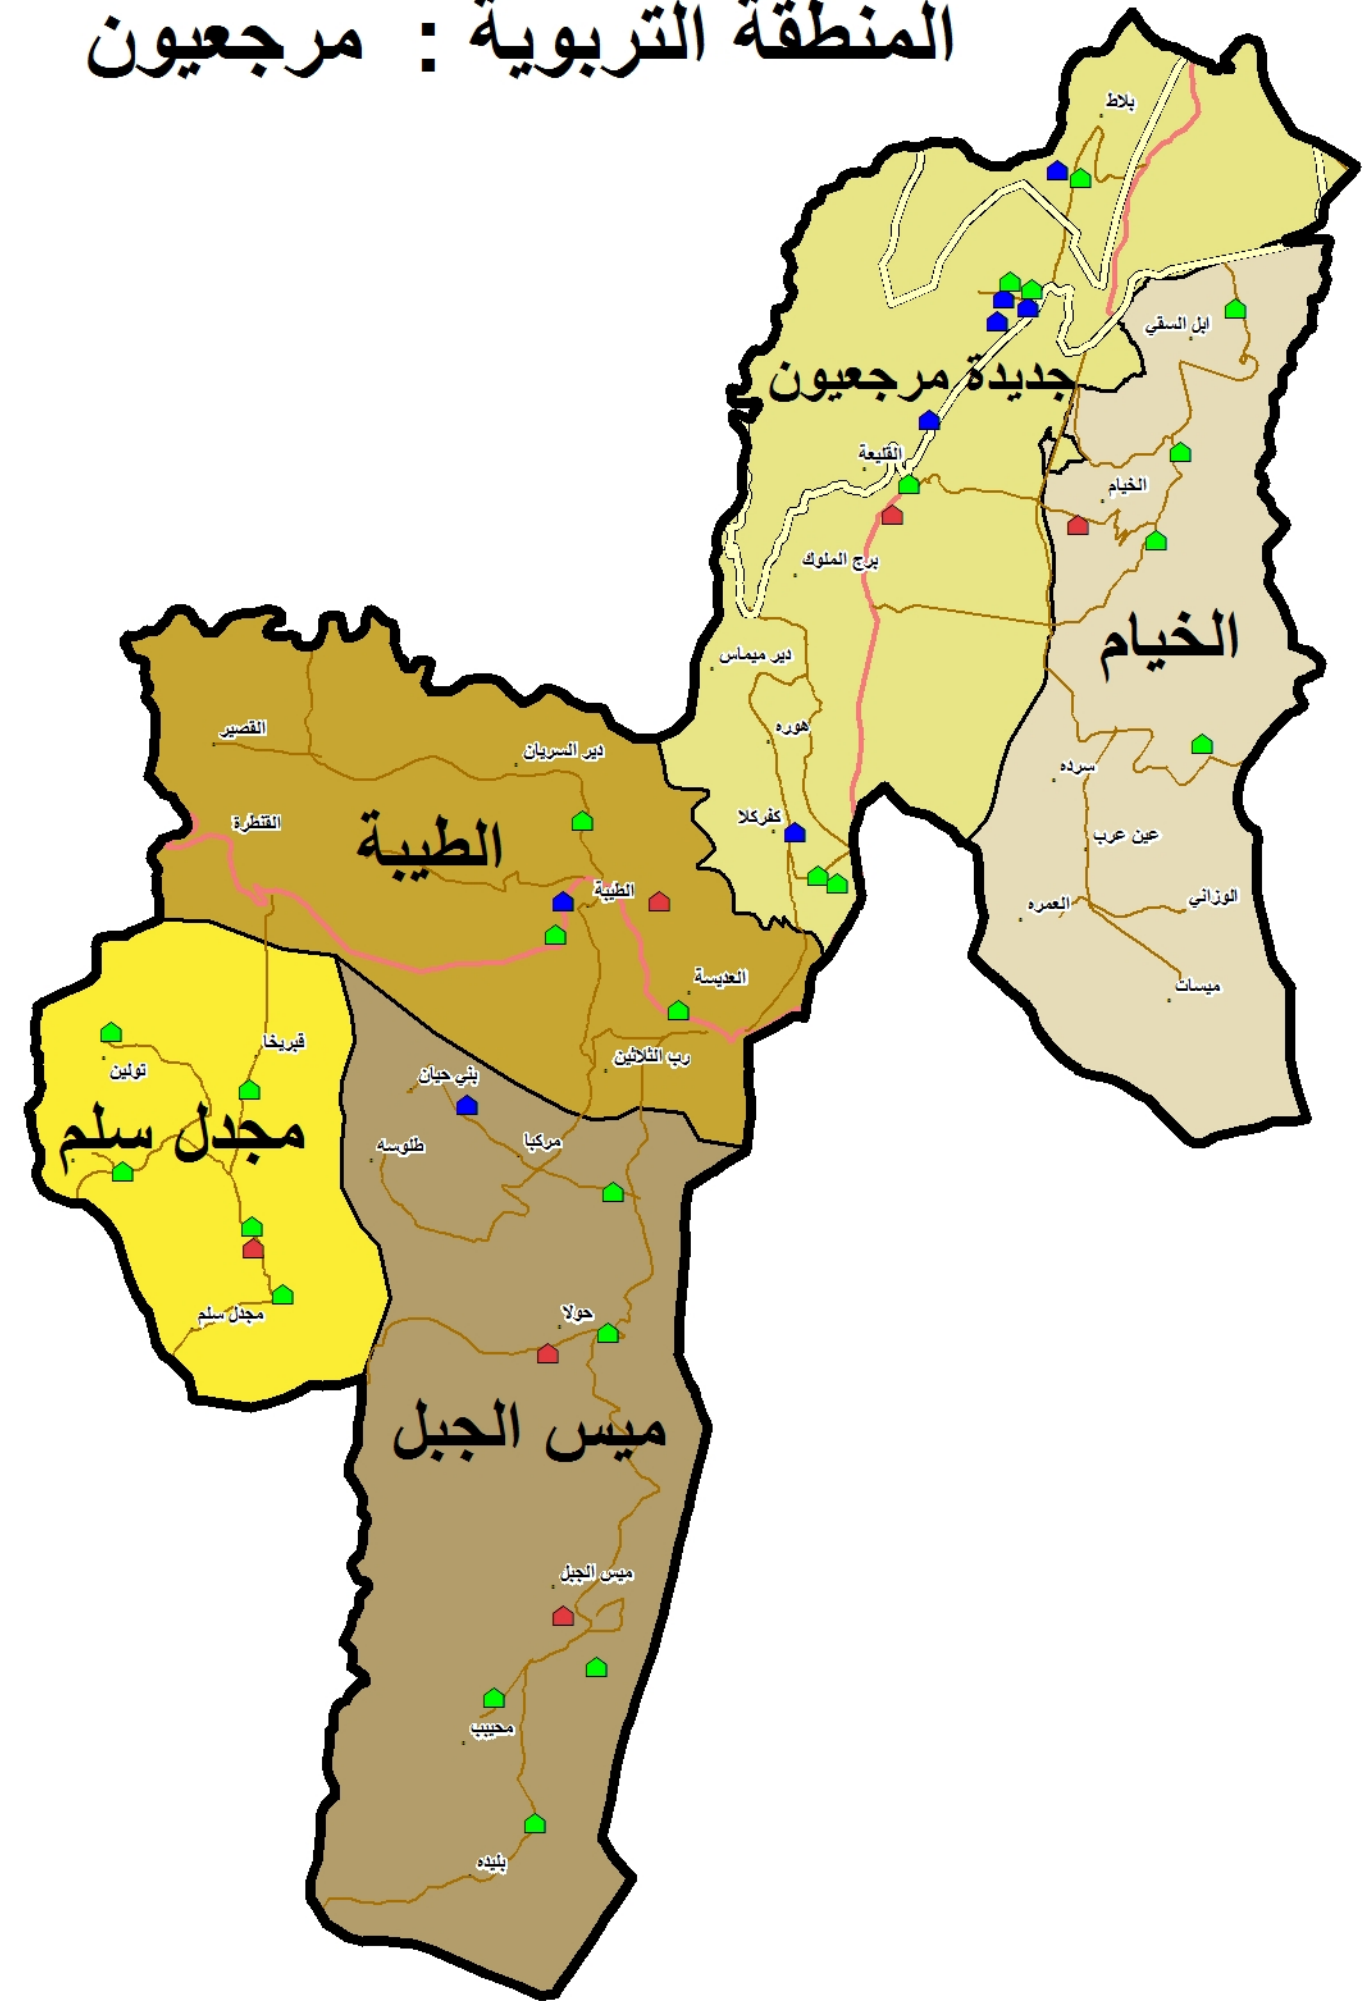 المنطقة التربوية : مرجعيون
بلاط
ابل السقي
جديدة مرجعيون
القليعة
الخيام
برج الملوك
الخيام
دير ميماس
هوره
القصير
دير السريان
سرده
كفركلا
القنطرة
عين عرب
الطيبة
الطيبة
الوزاني
العمره
العديسة
ميسات
قبريخا
رب الثلاثين
تولين
بني حيان
مجدل سلم
مركبا
طلوسه
حولا
مجدل سلم
ميس الجبل
ميس الجبل
محيبب
بليده